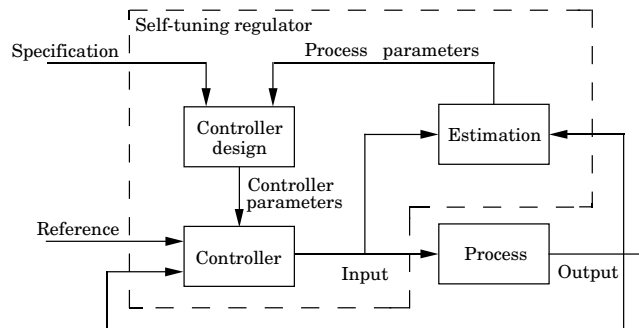 Self-tuning regulator
Specification
Process parameters
Controller
design
Estimation
Controller
parameters
Reference
Controller
Process
Input
Output